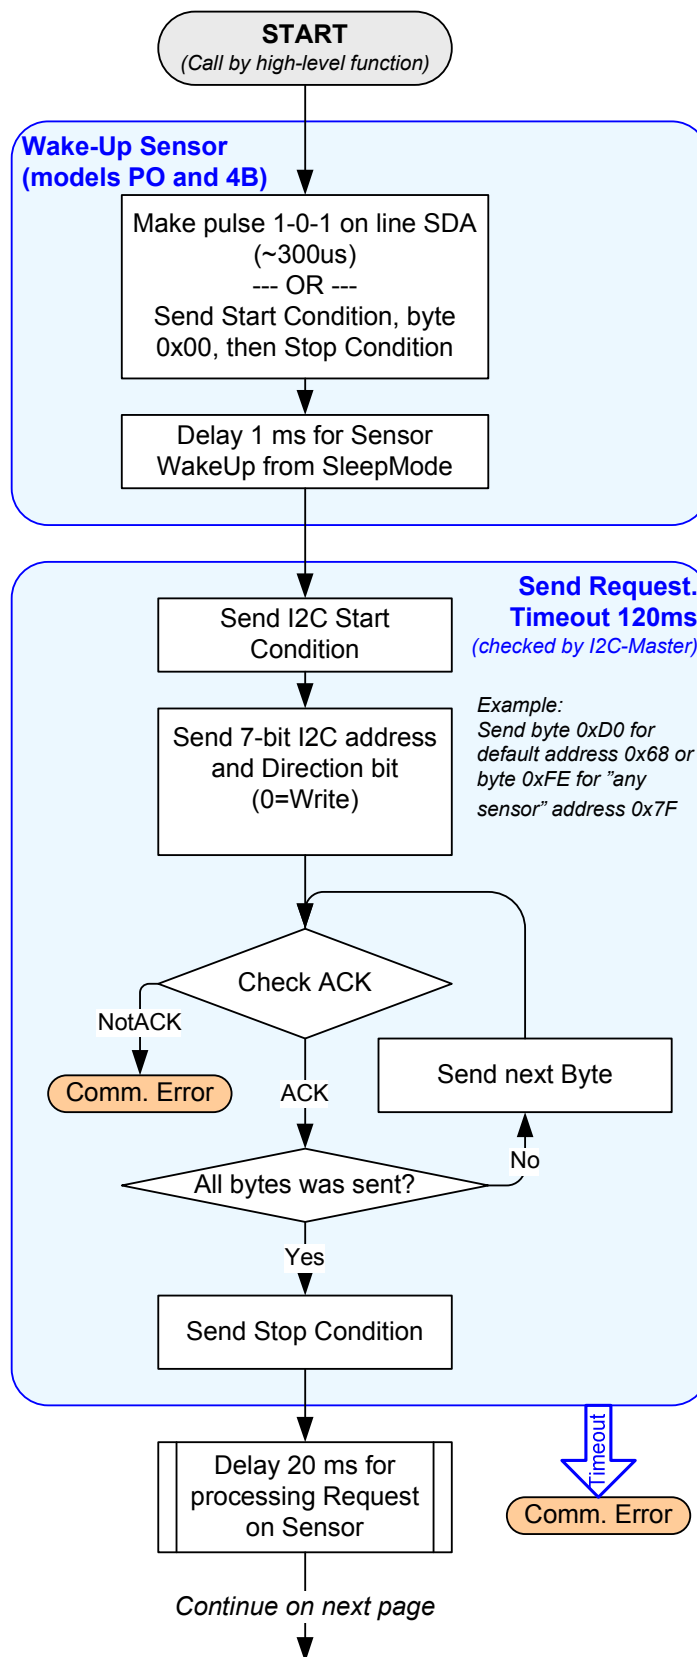 START
(Call by high-level function)
Wake-Up Sensor
(models PO and 4B)
Make pulse 1-0-1 on line SDA
(~300us)
--- OR ---
Send Start Condition, byte
0x00, then Stop Condition
Delay 1 ms for Sensor
WakeUp from SleepMode
Send Request.
Timeout 120ms
(checked by I2C-Master)
Send I2C Start
Condition
Send 7-bit I2C address
and Direction bit
(0=Write)
Example:
Send byte 0xD0 for
default address 0x68 or
byte 0xFE for ”any
sensor” address 0x7F
Check ACK
NotACK
Comm. Error
ACK
Send next Byte
No
All bytes was sent?
Yes
Send Stop Condition
Timeout
Delay 20 ms for
processing Request
on Sensor
Comm. Error
Continue on next page